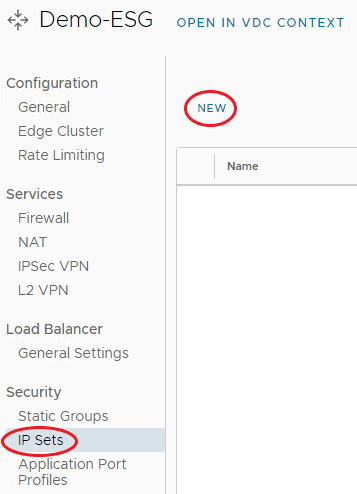 Demo-ESG OPEN IN VDC CONTEXT
Configuration
General
Edge Cluster
Rate Limiting
Services
Firewall
NAT
IPSec VPN
L2 VPN
Load Balancer
General Settings
Security
Static Groups
IP Sets
Application Port
Profiles
NEW
Name